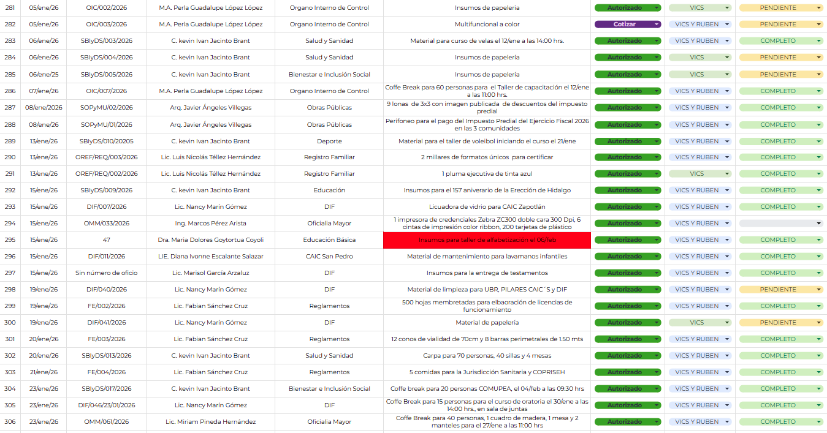 281 05/ene/26 OIC/002/2026 M.A. Perla Guadalupe López López Organo Interno de Control Insumos de papelería Autorizado VICS PENDIENTE
282 05/ene/26 OIC/003/2026 M.A. Perla Guadalupe López López Organo Interno de Control Multifuncional a color Cotizar VICS Y RUBEN PENDIENTE
283 05/ene/26 SBIyDS/003/2026 C. kevin Ivan Jacinto Brant Salud y Sanidad Material para curso de velas el 12/ene a las 14:00 hrs. Autorizado VICS Y RUBEN COMPLETO
284 06/ene/26 SBIyDS/004/2026 C. kevin Ivan Jacinto Brant Salud y Sanidad Insumos de papelería Autorizado VICS PENDIENTE
285 06/ene/25 SBIyDS/005/2026 C. kevin Ivan Jacinto Brant Bienestar e Inclusión Social Insumos de papelería Autorizado VICS PENDIENTE
286 07/ene/26 OIC/007/2026 M.A. Perla Guadalupe López López Organo Interno de Control Coffe Break para 60 personas para el Taller de capacitación el 12/ene a las 11:00 hrs. Autorizado VICS Y RUBEN COMPLETO
287 08/ene/2026 SOPyMU/02/2026 Arq. Javier Ángeles Villegas Obras Públicas 9 lonas de 3x3 con imagen publicada de descuentos del impuesto predial Autorizado VICS Y RUBEN COMPLETO
288 08/ene/26 SOPyMU/01/2026 Arq. Javier Ángeles Villegas Obras Públicas Perifoneo para el pago del Impuesto Predial del Ejercicio Fiscal 2026 en las 3 comunidades Autorizado VICS Y RUBEN COMPLETO
289 13/ene/26 SBIyDS/010/20205 C. kevin Ivan Jacinto Brant Deporte Material para el taller de voleibol iniciando el curso el 21/ene Autorizado VICS Y RUBEN COMPLETO
290 13/ene/26 OREF/REQ/003/2026 Lic. Luis Nicolás Téllez Hernández Registro Familiar 2 millares de formatos únicos para certificar Autorizado VICS Y RUBEN COMPLETO
291 13/ene/26 OREF/REQ/002/2026 Lic. Luis Nicolás Téllez Hernández Registro Familiar 1 pluma ejecutiva de tinta azul Autorizado VICS COMPLETO
292 15/ene/26 SBIyDS/009/2026 C. kevin Ivan Jacinto Brant Educación Insumos para el 157 aniverario de la Erección de Hidalgo Autorizado VICS Y RUBEN COMPLETO
293 15/ene/26 DIF/007/2026 Lic. Nancy Marin Gómez DIF Licuadora de vidrio para CAIC Zapotlán Autorizado VICS Y RUBEN COMPLETO
294 15/ene/26 OMM/033/2026 Ing. Marcos Pérez Arista Oficialia Mayor 1 impresora de credenciales Zebra ZC300 doble cara 300 Dpi, 6 cintas de impresión color ribbon, 200 tarjetas de plástico Autorizado VICS Y RUBEN
295 15/ene/26 47 Dra. Maria Dolores Goytortua Coyoli Educación Básica Insumos para taller de alfabetización el 06/feb Autorizado VICS Y RUBEN COMPLETO
296 15/ene/26 DIF/011/2026 LIE. Diana Ivonne Escalante Salazar CAIC San Pedro Material de mantenimiento para lavamanos infantiles Autorizado VICS Y RUBEN COMPLETO
297 15/ene/26 Sin número de oficio Lic. Marisol García Arzaluz DIF Insumos para la entrega de testamentos Autorizado VICS Y RUBEN COMPLETO
298 19/ene/26 DIF/040/2026 Lic. Nancy Marin Gómez DIF Material de limpieza para UBR, PILARES CAIC´S y DIF Autorizado VICS Y RUBEN PENDIENTE
299 19/ene/26 FE/002/2026 Lic. Fabian Sánchez Cruz Reglamentos 500 hojas membretadas para elbaoración de licencias de funcionamiento Autorizado VICS Y RUBEN COMPLETO
300 19/ene/26 DIF/041/2026 Lic. Nancy Marin Gómez DIF Material de papelería Autorizado VICS PENDIENTE
301 20/ene/26 FE/003/2026 Lic. Fabian Sánchez Cruz Reglamentos 12 conos de vialidad de 70cm y 8 barras perimetrales de 1.50 mts Autorizado VICS Y RUBEN COMPLETO
302 20/ene/26 SBIyDS/013/2026 C. kevin Ivan Jacinto Brant Salud y Sanidad Carpa para 70 personas, 40 sillas y 4 mesas Autorizado VICS Y RUBEN COMPLETO
303 21/ene/26 FE/004/2026 Lic. Fabian Sánchez Cruz Reglamentos 5 comidas para la Jurisdicción Sanitaria y COPRISEH Autorizado VICS Y RUBEN COMPLETO
304 23/ene/26 SBIyDS/017/2026 C. kevin Ivan Jacinto Brant Bienestar e Inclusión Social Coffe break para 20 personas COMUPEA, el 04/feb a las 09:30 hrs Autorizado VICS Y RUBEN COMPLETO
305 23/ene/26 DIF/046/23/01/2026 Lic. Nancy Marin Gómez DIF Coffe Break para 15 personas para el curso de oratoria el 30/ene a las 14:00 hrs., en sala de juntas Autorizado VICS Y RUBEN COMPLETO
306 23/ene/26 OMM/061/2026 Lic. Miriam Pineda Hernández Oficialia Mayor Coffe Break para 40 personas, 1 cuadro de madera, 1 mesa y 2 manteles para el 27/ene a las 11:00 hrs Autorizado VICS Y RUBEN COMPLETO